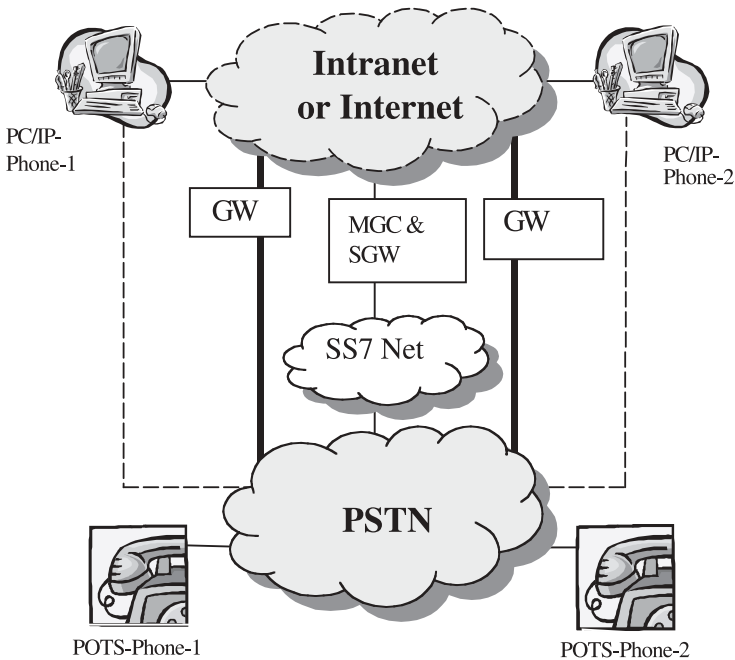 Intranet
or Internet
PC/IP-
Phone-1
PC/IP-
Phone-2
GW
MGC &
SGW
GW
SS7 Net
PSTN
POTS-Phone-1
POTS-Phone-2